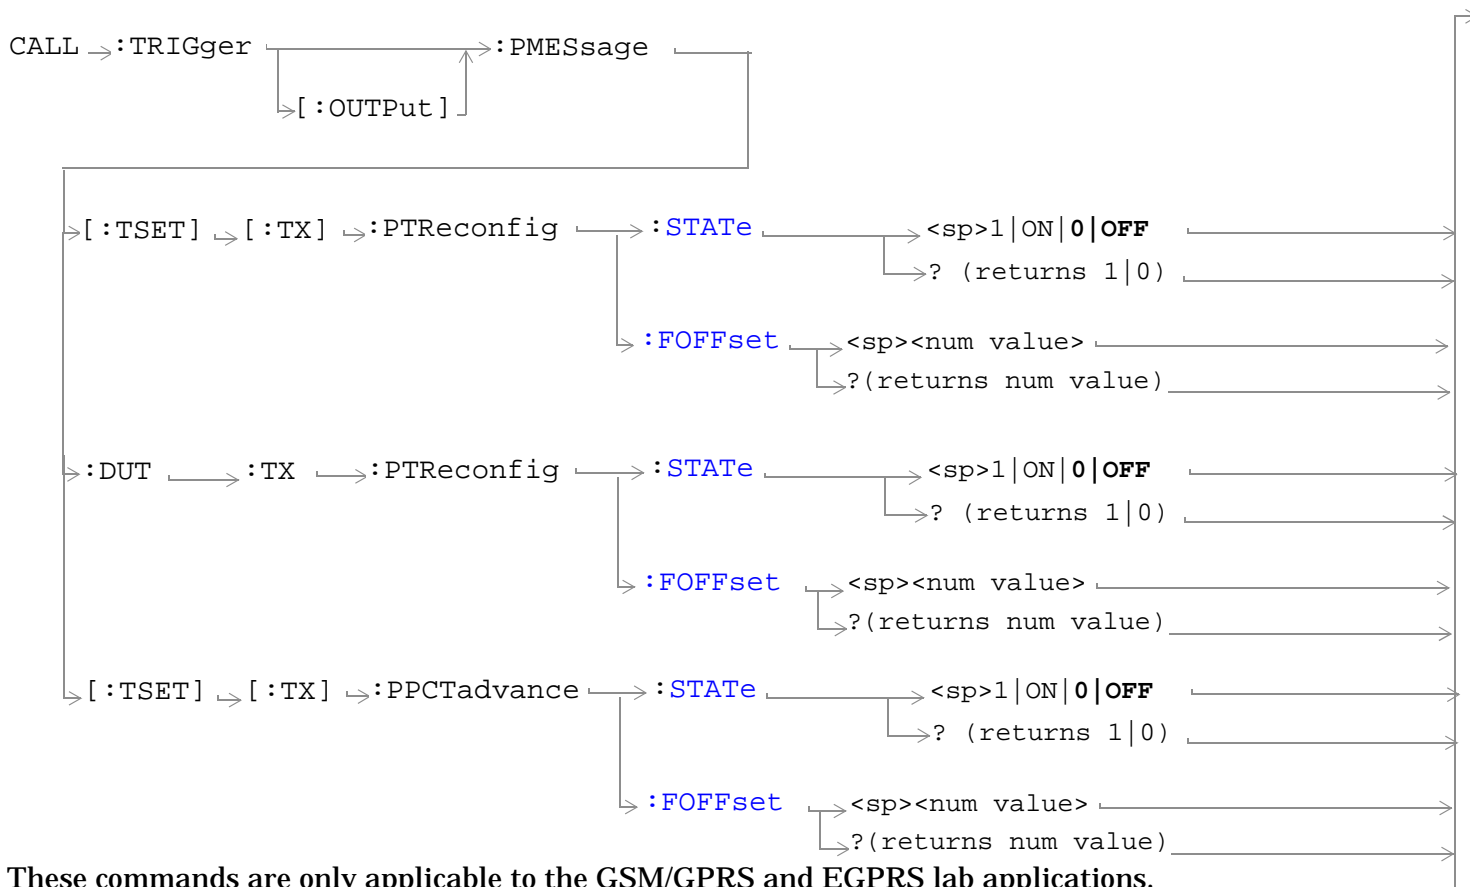 CALL :TRIGger :PMESsage
[:OUTPut]
[:TSET] [:TX] :PTReconfig :STATe <sp>1|ON|0|OFF
? (returns 1|0)
:FOFFset <sp><num value>
?(returns num value)
:DUT :TX :PTReconfig :STATe <sp>1|ON|0|OFF
? (returns 1|0)
:FOFFset <sp><num value>
?(returns num value)
[:TSET] [:TX] :PPCTadvance :STATe <sp>1|ON|0|OFF
? (returns 1|0)
:FOFFset <sp><num value>
?(returns num value)
These commands are only applicable to the GSM/GPRS and EGPRS lab applications.